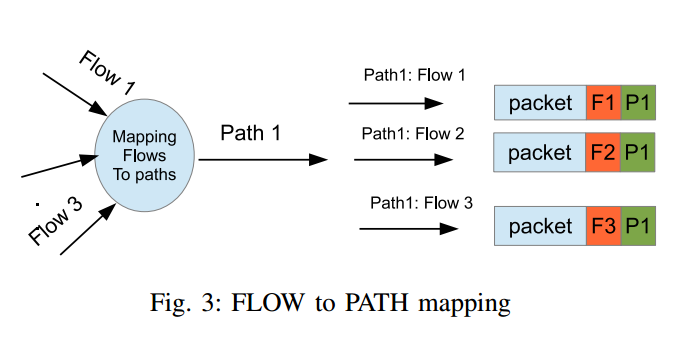 Flow 1
Mapping
Flows
To paths
.
Flow 3
Path 1
Path1: Flow 1
packet F1 P1
Path1: Flow 2
packet F2 P1
Path1: Flow 3
packet F3 P1
Fig. 3: FLOW to PATH mapping